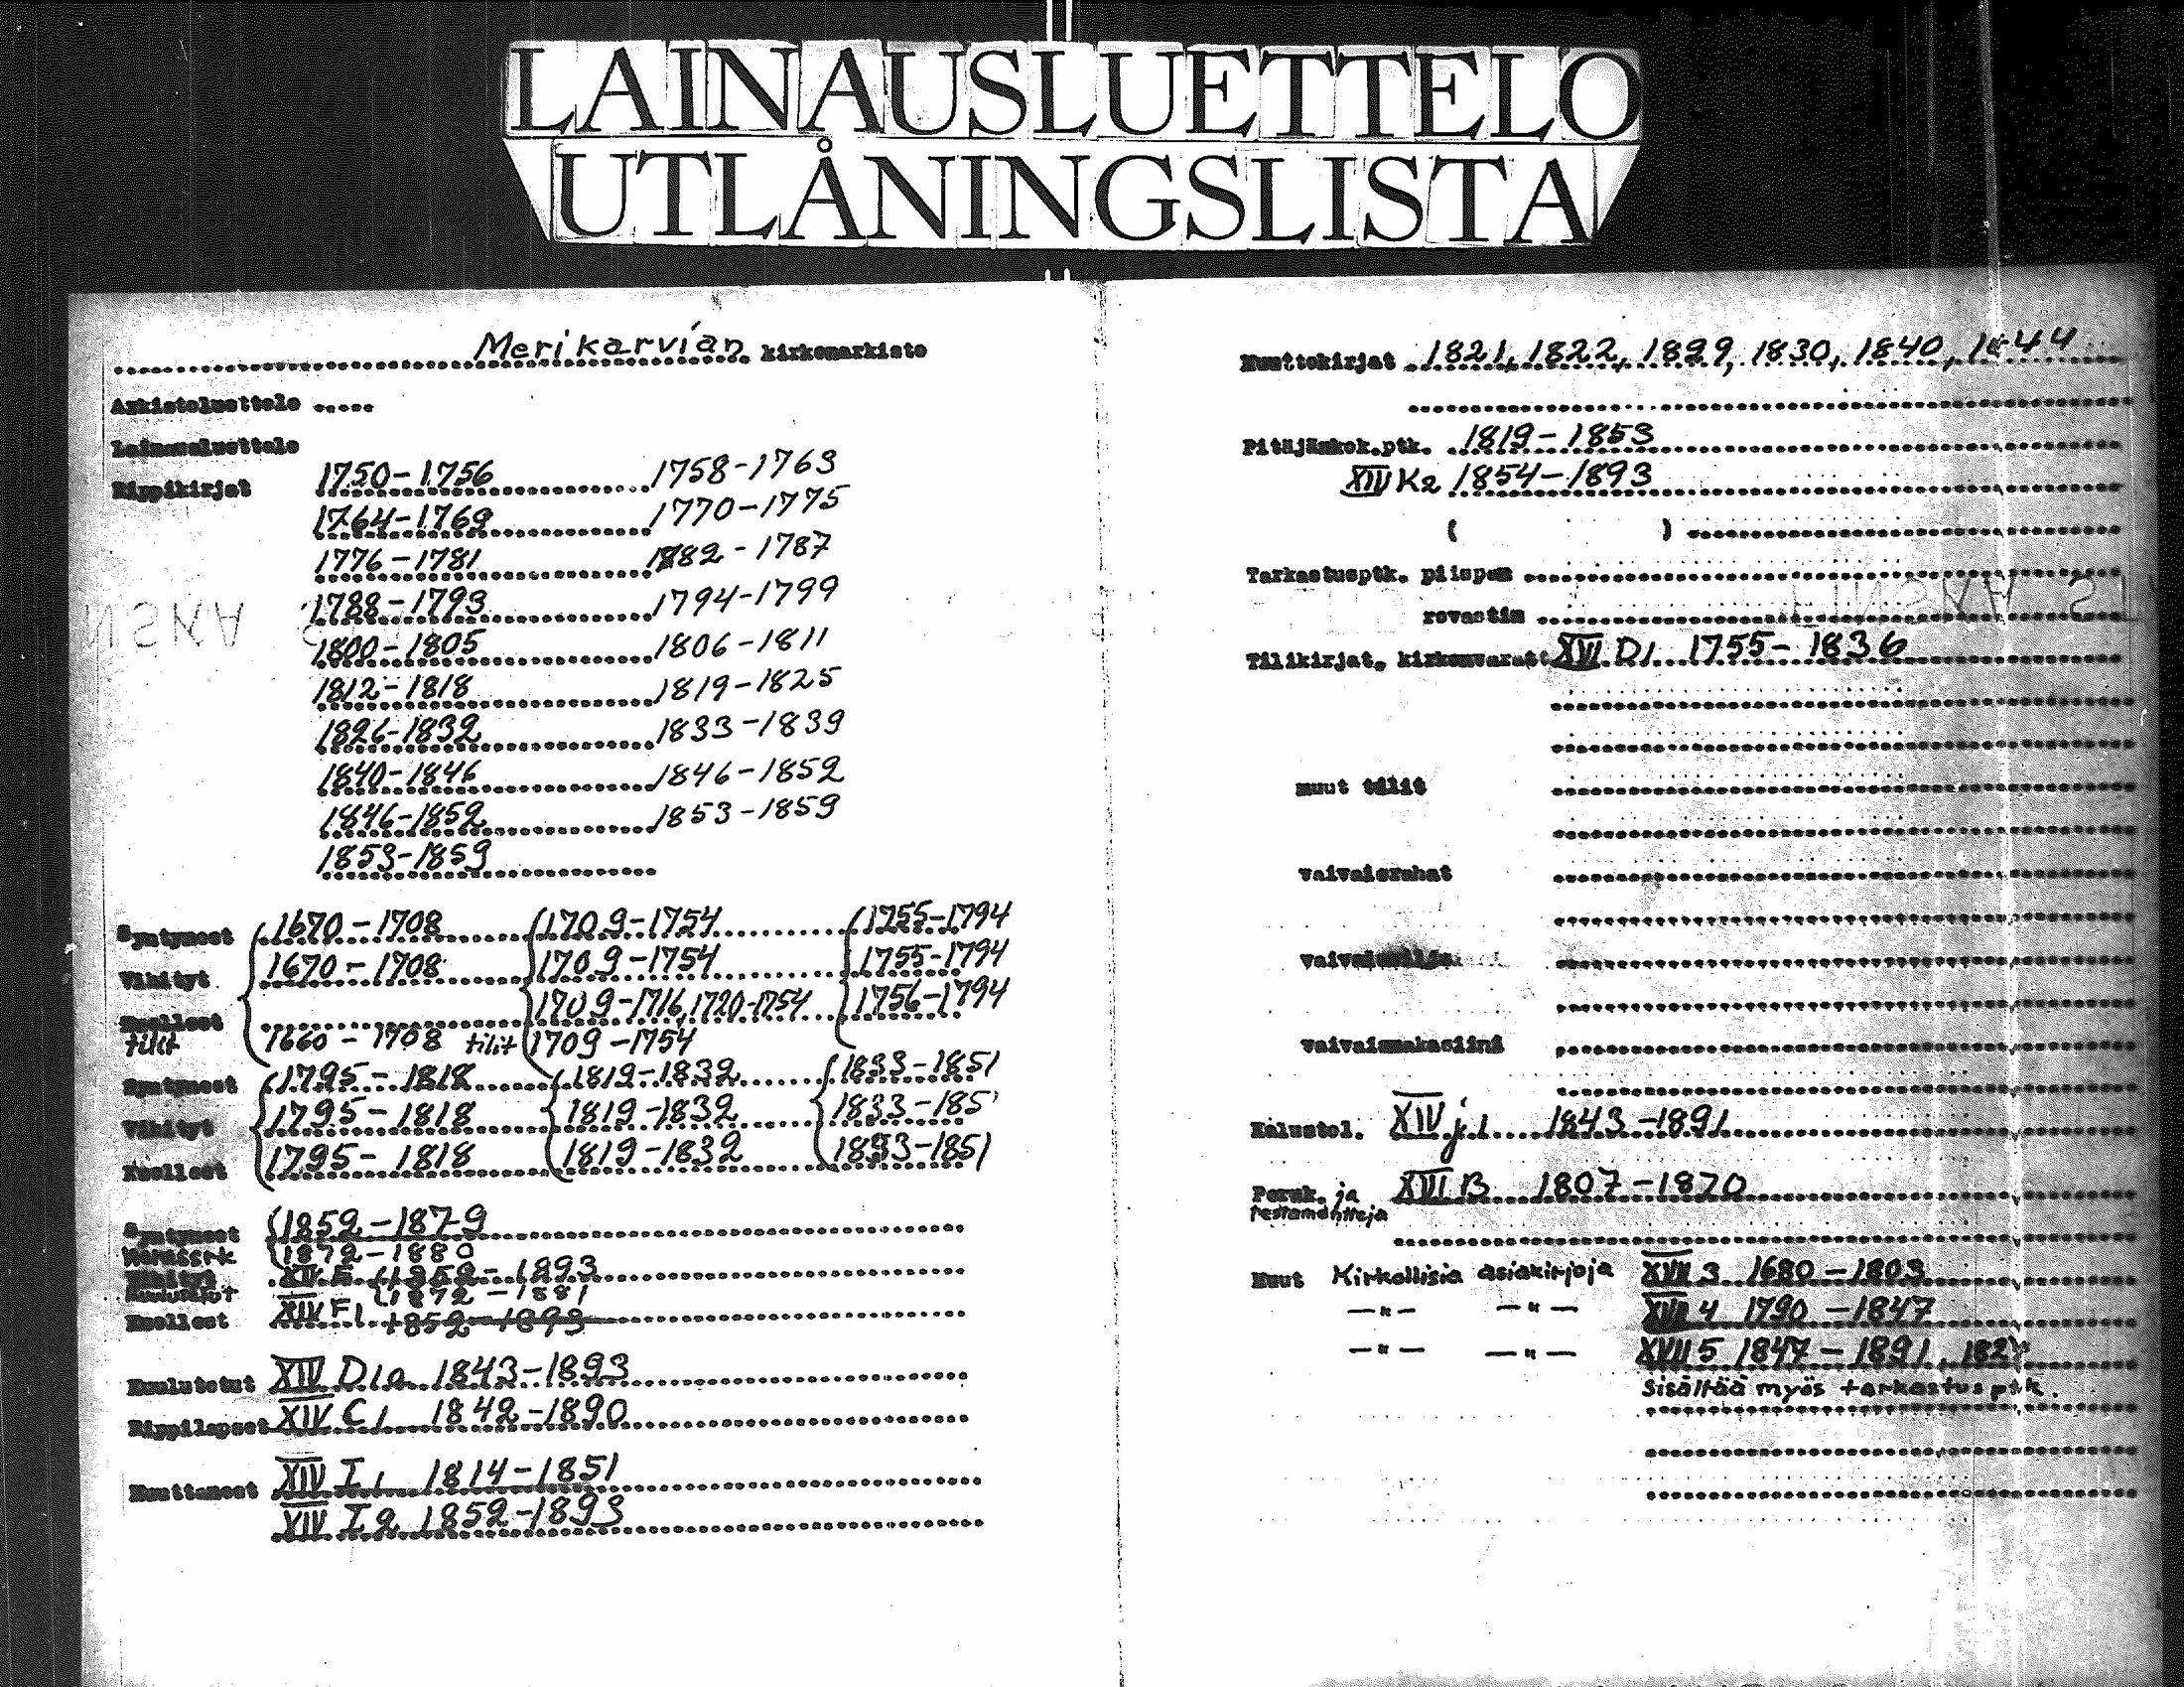 LAINAUSLUETTELO
UTLÅNINGSLISTA
Merikarvian kirkonarkisto
Arkistoluettelo
Lainausluettelo
Rippikirjat 1750-1756 1758-1763
1764-1769 1770-1775
1776-1781 1782-1787
1788-1793 1794-1799
1800-1805 1806-1811
1812-1818 1819-1825
1826-1832 1833-1839
1840-1846 1846-1852
1846-1852 1853-1859
1853-1859
Syntyneet 1670-1708 1709-1754 1755-1794
Vihityt 1670-1708 1709-1754 1755-1794
Kuolleet 1709-1716, 1720-1754 1756-1794
tilit 1660-1708 tilit 1709-1754
Syntyneet 1795-1818 1819-1832 1833-1851
Vihityt 1795-1818 1819-1832 1833-185
Kuolleet 1795-1818 1819-1832 1833-1851
Syntyneet 1852-1879
1872-1880
Vihityt XIV E 1852-1893
1872-1881
Kuolleet XIV F1 1852-1893
Kuulutetut XIV D1a 1843-1893
Rippilapset XIV C1 1842-1890
Muuttaneet XIV I1 1814-1851
XIV I2 1852-1893
Muuttokirjat 1821, 1822, 1829, 1830, 1840, 1844
Pitäjänkok.ptk. 1819-1853
XIV K2 1854-1893
( )
Tarkastusptk. piispan
rovastin
Tilikirjat, kirkonvarat XVI D1 1755-1836
muut tilit
vaivaisrahat
vaivaisvilja
vaivaismakasiini
Kalustol. XIV j1 1843-1891
Peruk. ja XVI B 1807-1870
testamentteja
Muut Kirkollisia asiakirjoja XVII 3 1680-1803
-"- -"- XVII 4 1790-1847
-"- -"- XVII 5 1847-1891,
Sisältää myös tarkastusptk.